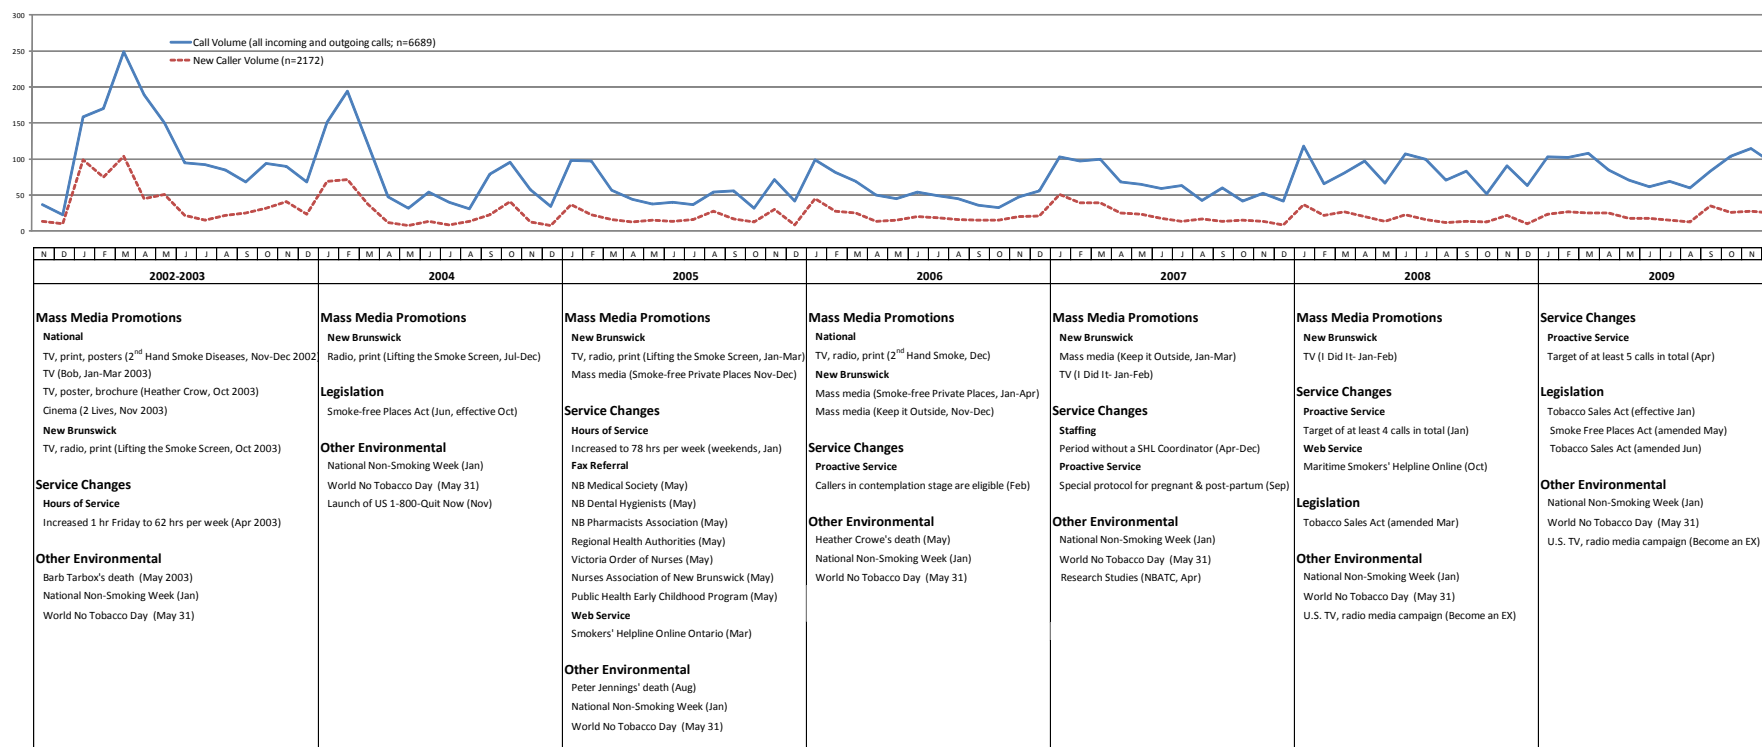 300
250
200
150
100
50
0
Call Volume (all incoming and outgoing calls; n=6689)
New Caller Volume (n=2172)
N D J F M A M J J A S O N D J F M A M J J A S O N D J F M A M J J A S O N D J F M A M J J A S O N D J F M A M J J A S O N D J F M A M J J A S O N D J F M A M J J A S O N
2002-2003 2004 2005 2006 2007 2008 2009
Mass Media Promotions
National
TV, print, posters (2nd Hand Smoke Diseases, Nov-Dec 2002)
TV (Bob, Jan-Mar 2003)
TV, poster, brochure (Heather Crow, Oct 2003)
Cinema (2 Lives, Nov 2003)
New Brunswick
TV, radio, print (Lifting the Smoke Screen, Oct 2003)
Service Changes
Hours of Service
Increased 1 hr Friday to 62 hrs per week (Apr 2003)
Other Environmental
Barb Tarbox's death (May 2003)
National Non-Smoking Week (Jan)
World No Tobacco Day (May 31)
Mass Media Promotions
New Brunswick
Radio, print (Lifting the Smoke Screen, Jul-Dec)
Legislation
Smoke-free Places Act (Jun, effective Oct)
Other Environmental
National Non-Smoking Week (Jan)
World No Tobacco Day (May 31)
Launch of US 1-800-Quit Now (Nov)
Mass Media Promotions
New Brunswick
TV, radio, print (Lifting the Smoke Screen, Jan-Mar)
Mass media (Smoke-free Private Places Nov-Dec)
Service Changes
Hours of Service
Increased to 78 hrs per week (weekends, Jan)
Fax Referral
NB Medical Society (May)
NB Dental Hygienists (May)
NB Pharmacists Association (May)
Regional Health Authorities (May)
Victoria Order of Nurses (May)
Nurses Association of New Brunswick (May)
Public Health Early Childhood Program (May)
Web Service
Smokers' Helpline Online Ontario (Mar)
Other Environmental
Peter Jennings' death (Aug)
National Non-Smoking Week (Jan)
World No Tobacco Day (May 31)
Mass Media Promotions
National
TV, radio, print (2nd Hand Smoke, Dec)
New Brunswick
Mass media (Smoke-free Private Places, Jan-Apr)
Mass media (Keep it Outside, Nov-Dec)
Service Changes
Proactive Service
Callers in contemplation stage are eligible (Feb)
Other Environmental
Heather Crowe's death (May)
National Non-Smoking Week (Jan)
World No Tobacco Day (May 31)
Mass Media Promotions
New Brunswick
Mass media (Keep it Outside, Jan-Mar)
TV (I Did It- Jan-Feb)
Service Changes
Staffing
Period without a SHL Coordinator (Apr-Dec)
Proactive Service
Special protocol for pregnant & post-partum (Sep)
Other Environmental
National Non-Smoking Week (Jan)
World No Tobacco Day (May 31)
Research Studies (NBATC, Apr)
Mass Media Promotions
New Brunswick
TV (I Did It- Jan-Feb)
Service Changes
Proactive Service
Target of at least 4 calls in total (Jan)
Web Service
Maritime Smokers' Helpline Online (Oct)
Legislation
Tobacco Sales Act (amended Mar)
Other Environmental
National Non-Smoking Week (Jan)
World No Tobacco Day (May 31)
U.S. TV, radio media campaign (Become an EX)
Service Changes
Proactive Service
Target of at least 5 calls in total (Apr)
Legislation
Tobacco Sales Act (effective Jan)
Smoke Free Places Act (amended May)
Tobacco Sales Act (amended Jun)
Other Environmental
National Non-Smoking Week (Jan)
World No Tobacco Day (May 31)
U.S. TV, radio media campaign (Become an EX)